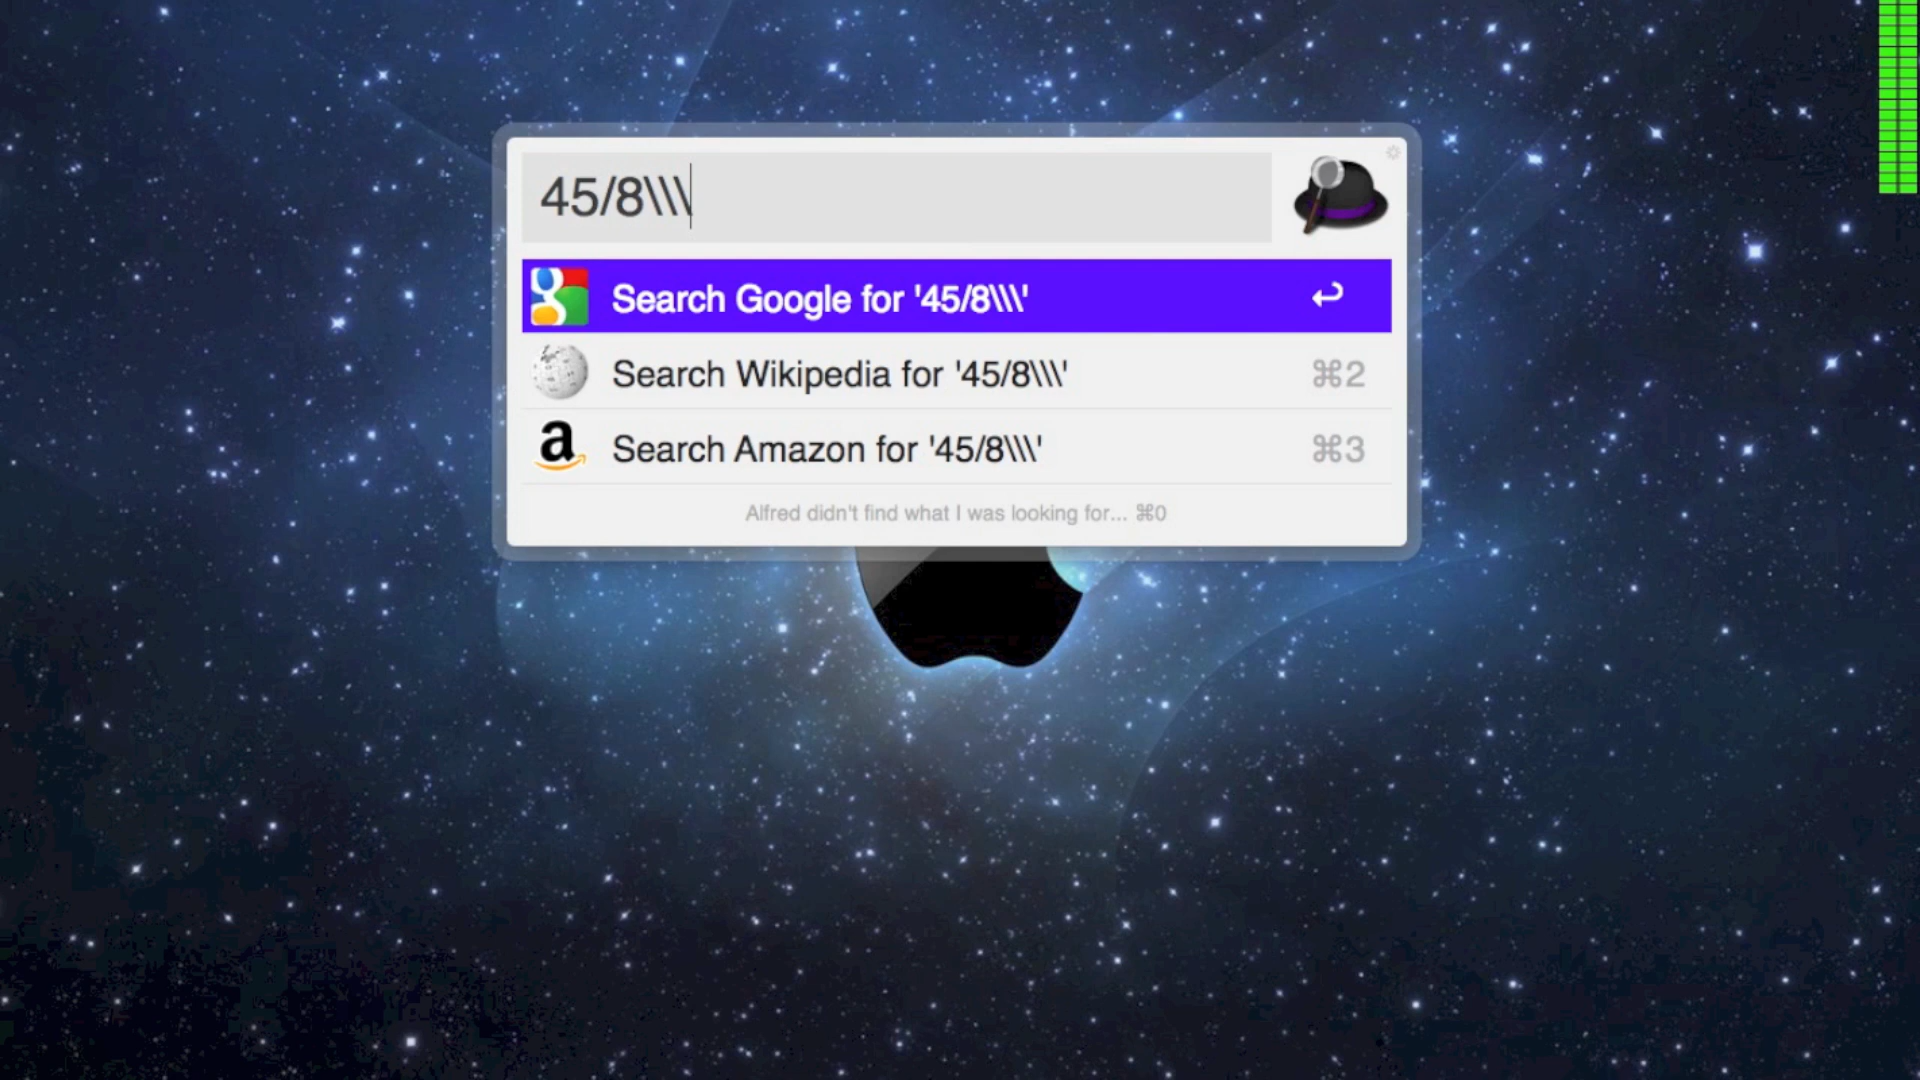 45/8\\\
Search Google for '45/8\\\'
Search Wikipedia for '45/8\\\' ⌘2
Search Amazon for '45/8\\\' ⌘3
Alfred didn't find what I was looking for... ⌘0